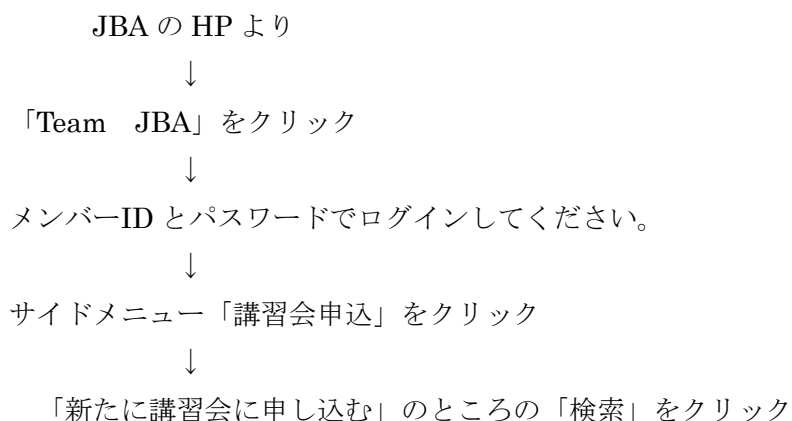 JBA の HP より
↓
「Team　JBA」をクリック
↓
メンバーID とパスワードでログインしてください。
↓
サイドメニュー「講習会申込」をクリック
↓
「新たに講習会に申し込む」のところの「検索」をクリック